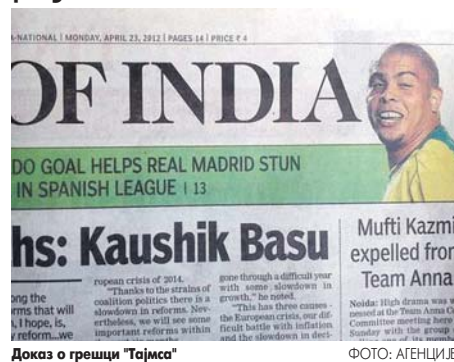 -NATIONAL | MONDAY, APRIL 23, 2012 | PAGES 14 | PRICE ₹ 4
OF INDIA
DO GOAL HELPS REAL MADRID STUN
IN SPANISH LEAGUE | 13
hs: Kaushik Basu
ong the
rms that will
, I hope, is,
reform...we
ropean crisis of 2014.
"Thanks to the strains of
coalition politics there is a
slowdown in reforms. Nev-
ertheless, we will see some
important reforms within
gone through a difficult year
with some slowdown in
growth," he noted.
"This has three causes -
the European crisis, our dif-
ficult battle with inflation
and the slowdown in deci-
Mufti Kazmi
expelled from
Team Anna
Noida: High drama was w
nessed at the Team Anna C
Committee meeting here
Sunday with the group
one of its memb
Доказ о грешци "Тајмса"
ФОТО: АГЕНЦИЈЕ